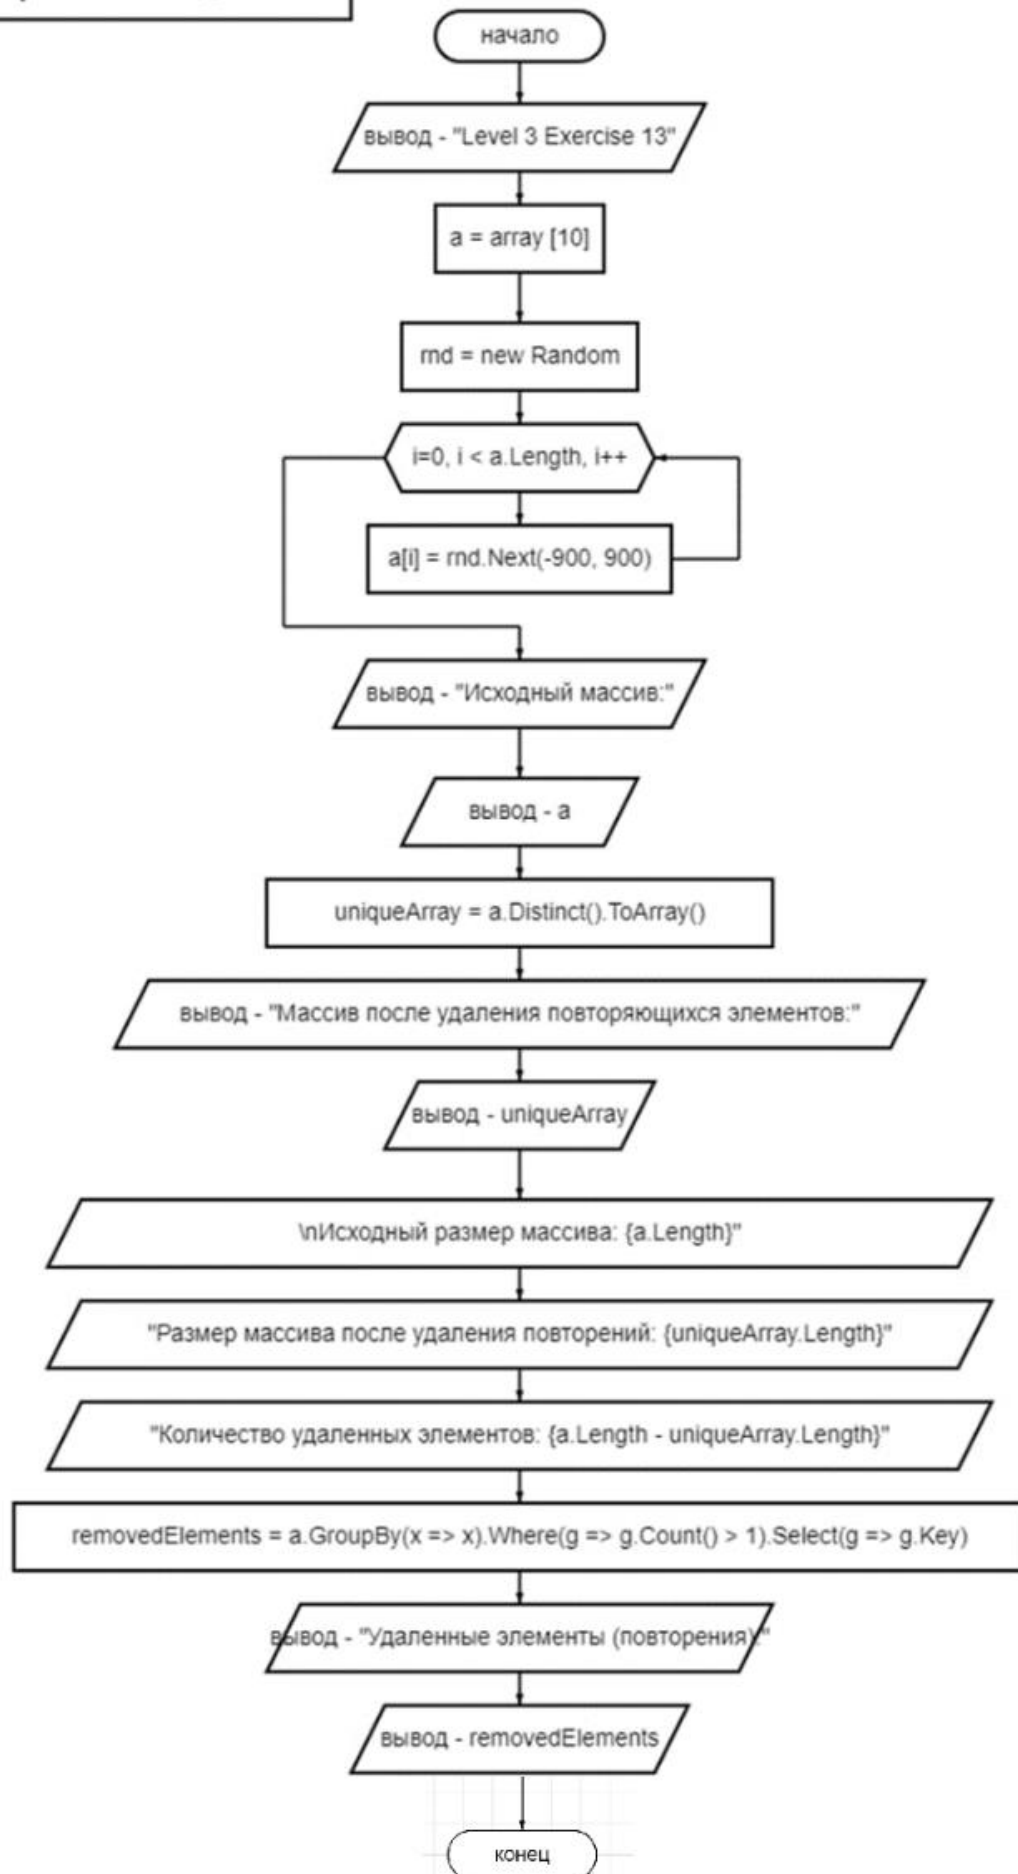 начало
вывод - "Level 3 Exercise 13"
a = array [10]
rnd = new Random
i=0, i < a.Length, i++
a[i] = rnd.Next(-900, 900)
вывод - "Исходный массив:"
вывод - a
uniqueArray = a.Distinct().ToArray()
вывод - "Массив после удаления повторяющихся элементов:"
вывод - uniqueArray
\nИсходный размер массива: {a.Length}"
"Размер массива после удаления повторений: {uniqueArray.Length}"
"Количество удаленных элементов: {a.Length - uniqueArray.Length}"
removedElements = a.GroupBy(x => x).Where(g => g.Count() > 1).Select(g => g.Key)
вывод - "Удаленные элементы (повторения):"
вывод - removedElements
конец